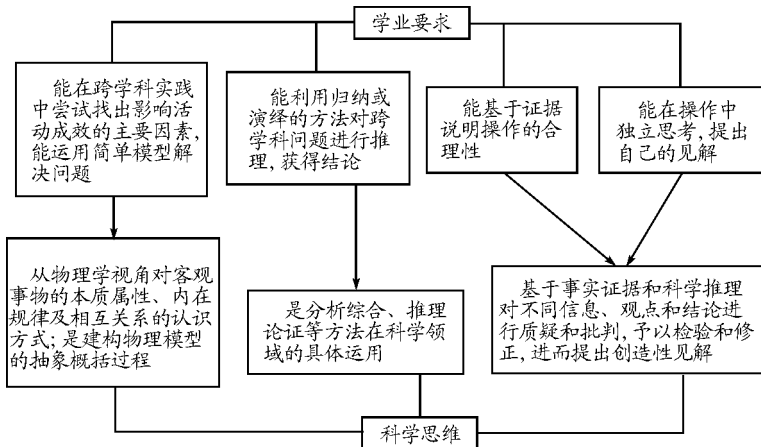 学业要求
能在跨学科实践
中尝试找出影响活
动成效的主要因素,
能运用简单模型解
决问题
能利用归纳或
演绎的方法对跨
学科问题进行推
理,获得结论
能基于证据
说明操作的合
理性
能在操作中
独立思考,提出
自己的见解
从物理学视角对客观
事物的本质属性、内在
规律及相互关系的认识
方式;是建构物理模型
的抽象概括过程
是分析综合、推理
论证等方法在科学领
域的具体运用
基于事实证据和科学推理
对不同信息、观点和结论进
行质疑和批判,予以检验和修
正,进而提出创造性见解
科学思维